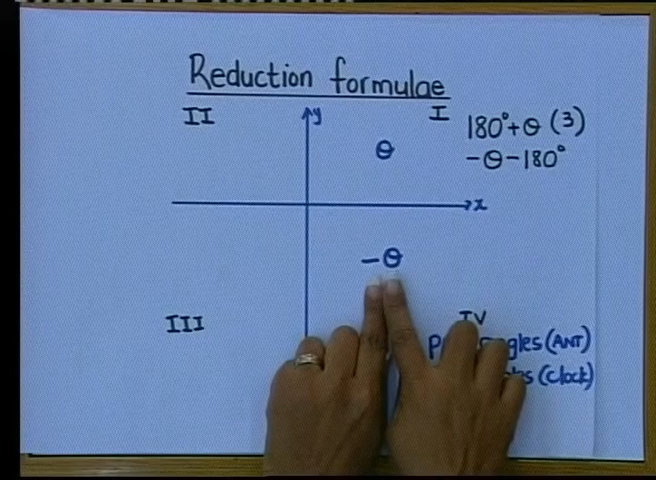 Reduction formulae
II
y
I
180°+θ (3)
θ
-θ-180°
x
-θ
III
IV
(ANT)
(Clock)